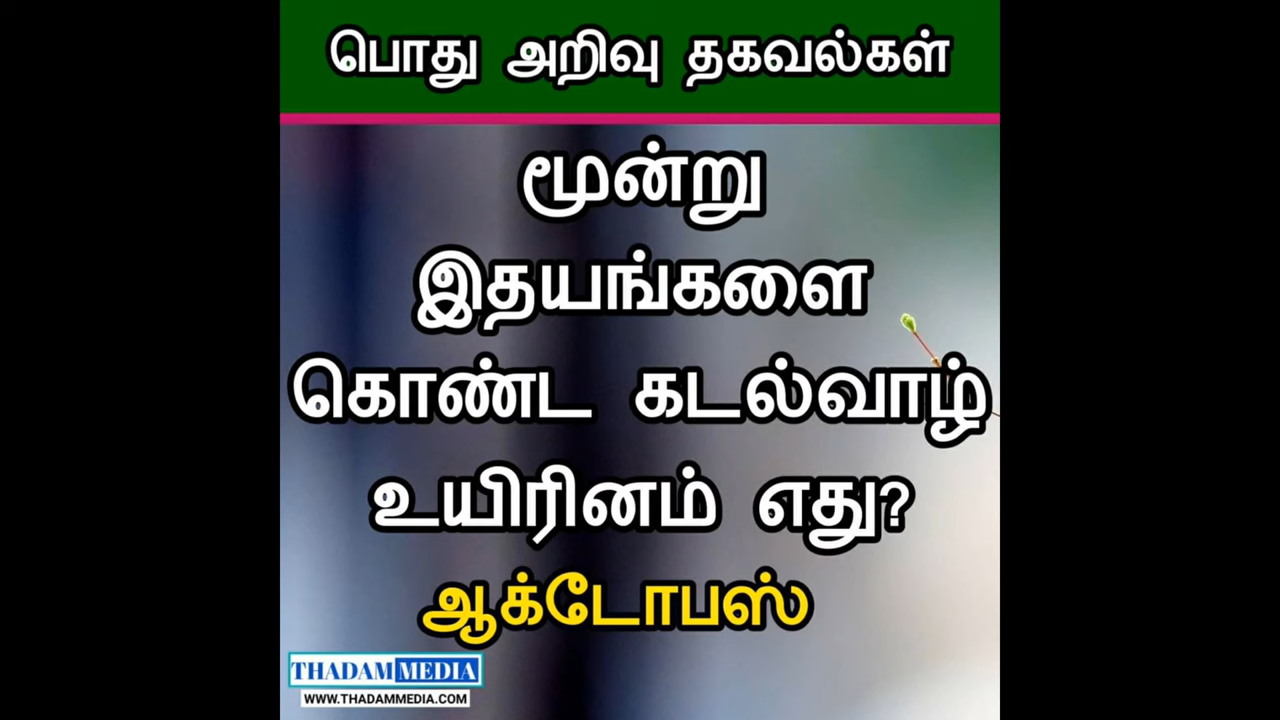 பொது அறிவு தகவல்கள்
மூன்று
இதயங்களை
கொண்ட கடல்வாழ்
உயிரினம் எது?
ஆக்டோபஸ்
THADAM MEDIA
WWW.THADAMMEDIA.COM